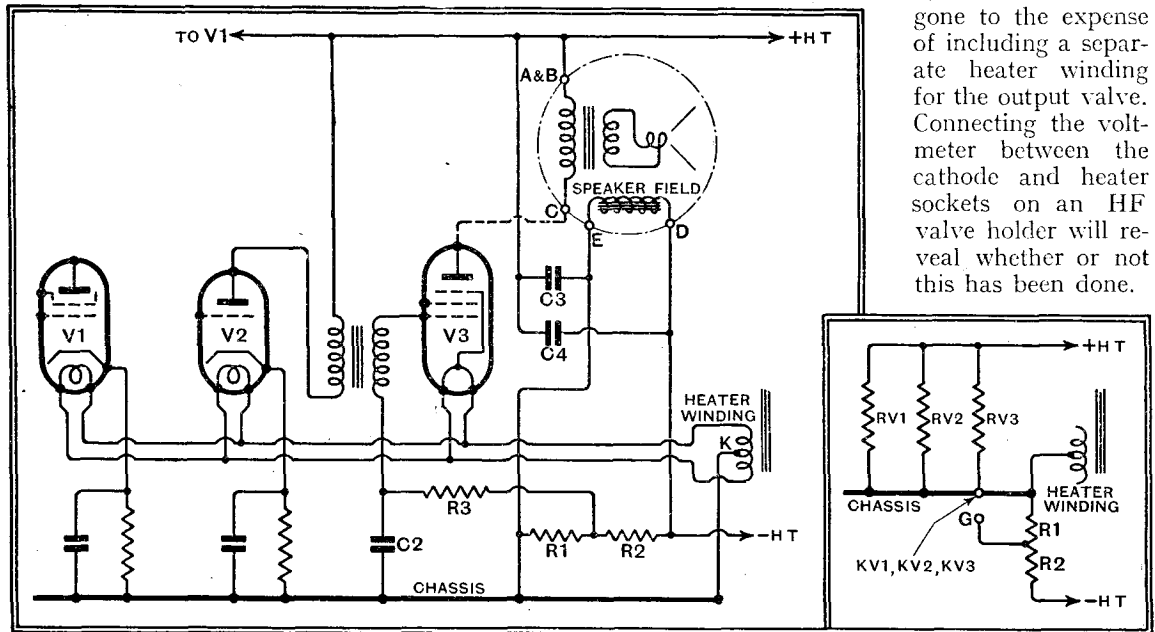 gone to the expense
of including a separ-
ate heater winding
for the output valve.
Connecting the volt-
meter between the
cathode and heater
sockets on an HF
valve holder will re-
veal whether or not
this has been done.
TO V1
+HT
A&B
SPEAKER FIELD
C
E
D
C3
C4
V1
V2
V3
HEATER
WINDING
K
R3
C2
R1
R2
-HT
CHASSIS
+HT
RV1
RV2
RV3
CHASSIS
HEATER
WINDING
G
R1
R2
KV1, KV2, KV3
-HT